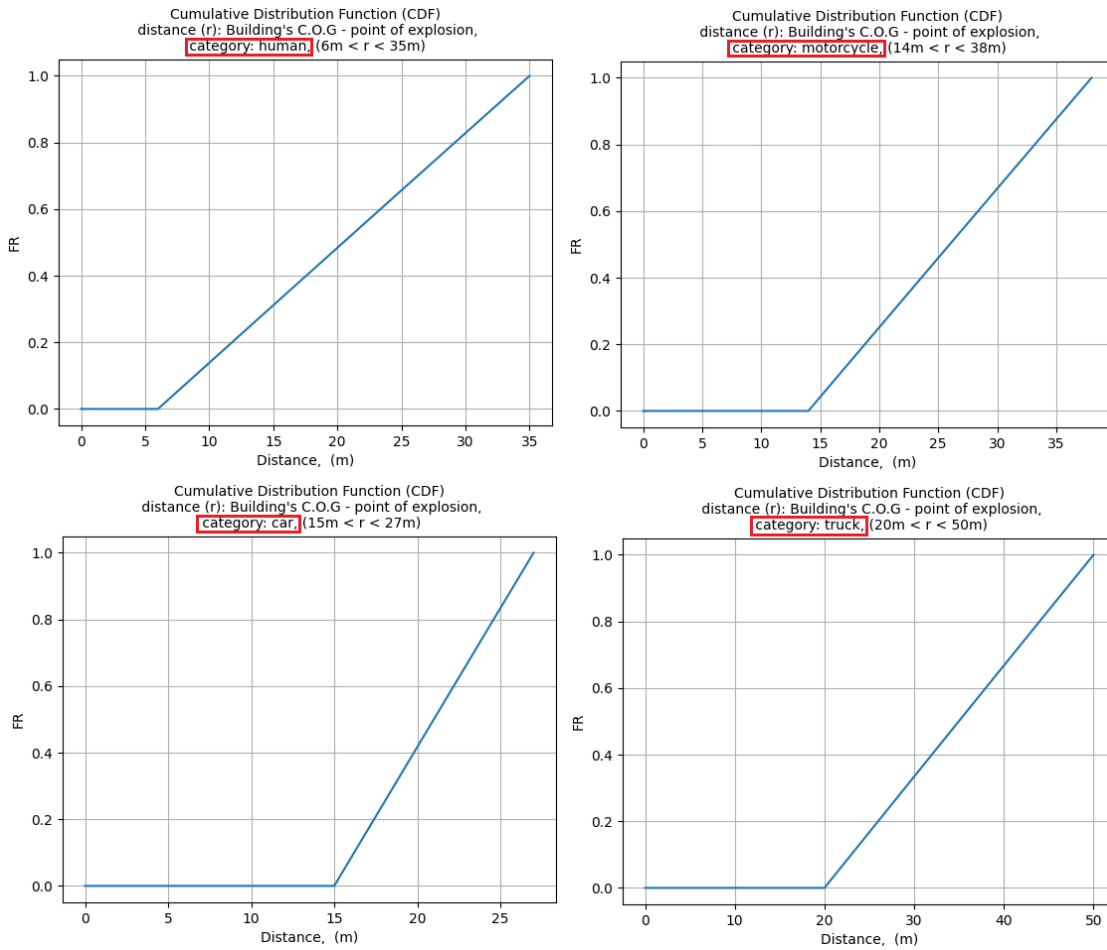 Cumulative Distribution Function (CDF)
distance (r): Building's C.O.G - point of explosion,
category: human, (6m < r < 35m)
1.0
0.8
0.6
0.4
0.2
0.0
FR
0 5 10 15 20 25 30 35
Distance, (m)
Cumulative Distribution Function (CDF)
distance (r): Building's C.O.G - point of explosion,
category: motorcycle, (14m < r < 38m)
1.0
0.8
0.6
0.4
0.2
0.0
FR
0 5 10 15 20 25 30 35
Distance, (m)
Cumulative Distribution Function (CDF)
distance (r): Building's C.O.G - point of explosion,
category: car, (15m < r < 27m)
1.0
0.8
0.6
0.4
0.2
0.0
FR
0 5 10 15 20 25
Distance, (m)
Cumulative Distribution Function (CDF)
distance (r): Building's C.O.G - point of explosion,
category: truck, (20m < r < 50m)
1.0
0.8
0.6
0.4
0.2
0.0
FR
0 10 20 30 40 50
Distance, (m)